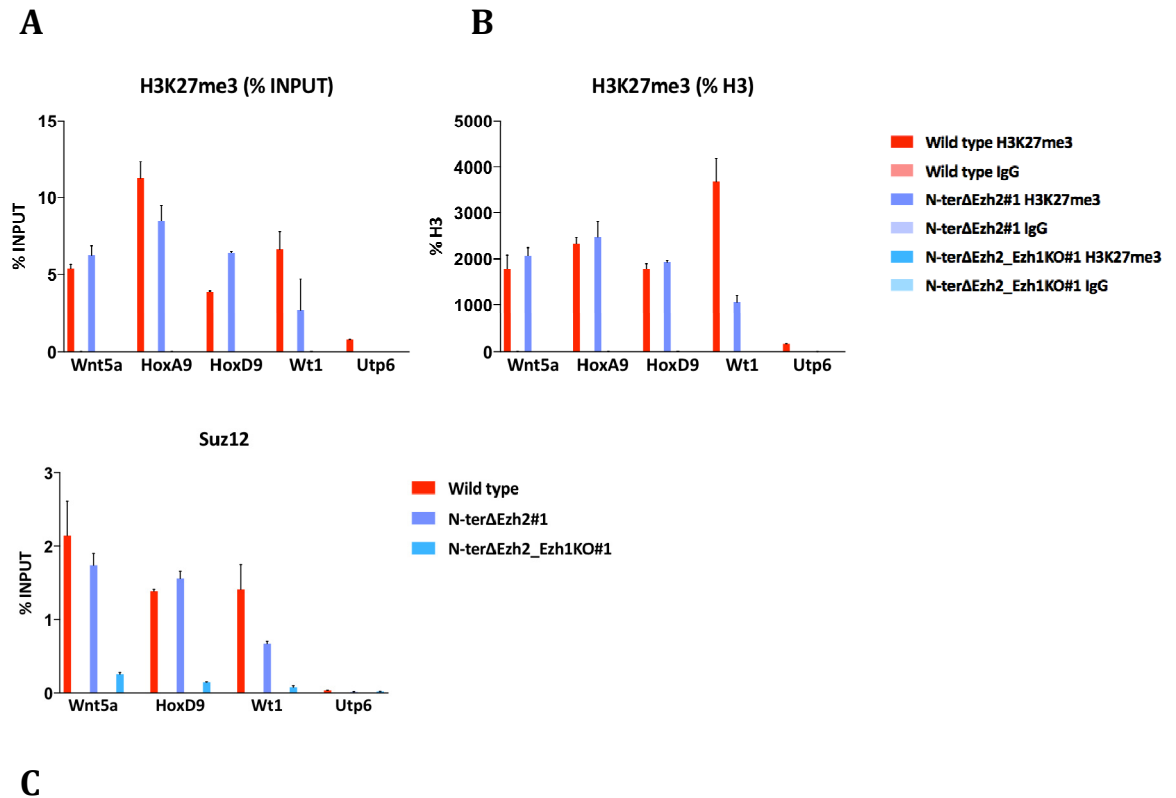 A
B
H3K27me3 (% INPUT)
% INPUT
15
10
5
0
Wnt5a HoxA9 HoxD9 Wt1 Utp6
H3K27me3 (% H3)
% H3
5000
4000
3000
2000
1000
0
Wnt5a HoxA9 HoxD9 Wt1 Utp6
Wild type H3K27me3
Wild type IgG
N-terΔEzh2#1 H3K27me3
N-terΔEzh2#1 IgG
N-terΔEzh2_Ezh1KO#1 H3K27me3
N-terΔEzh2_Ezh1KO#1 IgG
Suz12
% INPUT
3
2
1
0
Wnt5a HoxD9 Wt1 Utp6
Wild type
N-terΔEzh2#1
N-terΔEzh2_Ezh1KO#1
C